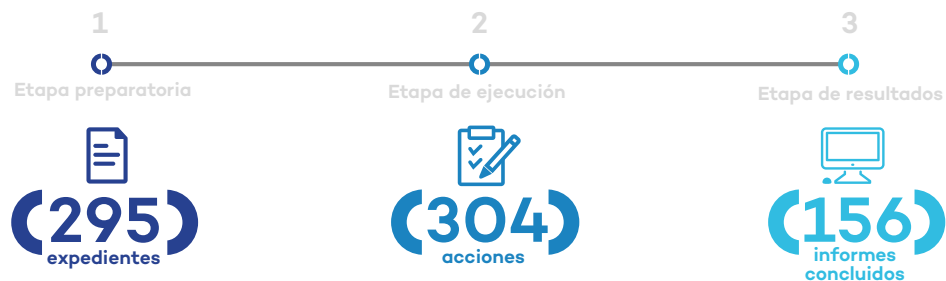 1
2
3
Etapa preparatoria
Etapa de ejecución
Etapa de resultados
295
expedientes
304
acciones
156
informes
concluidos